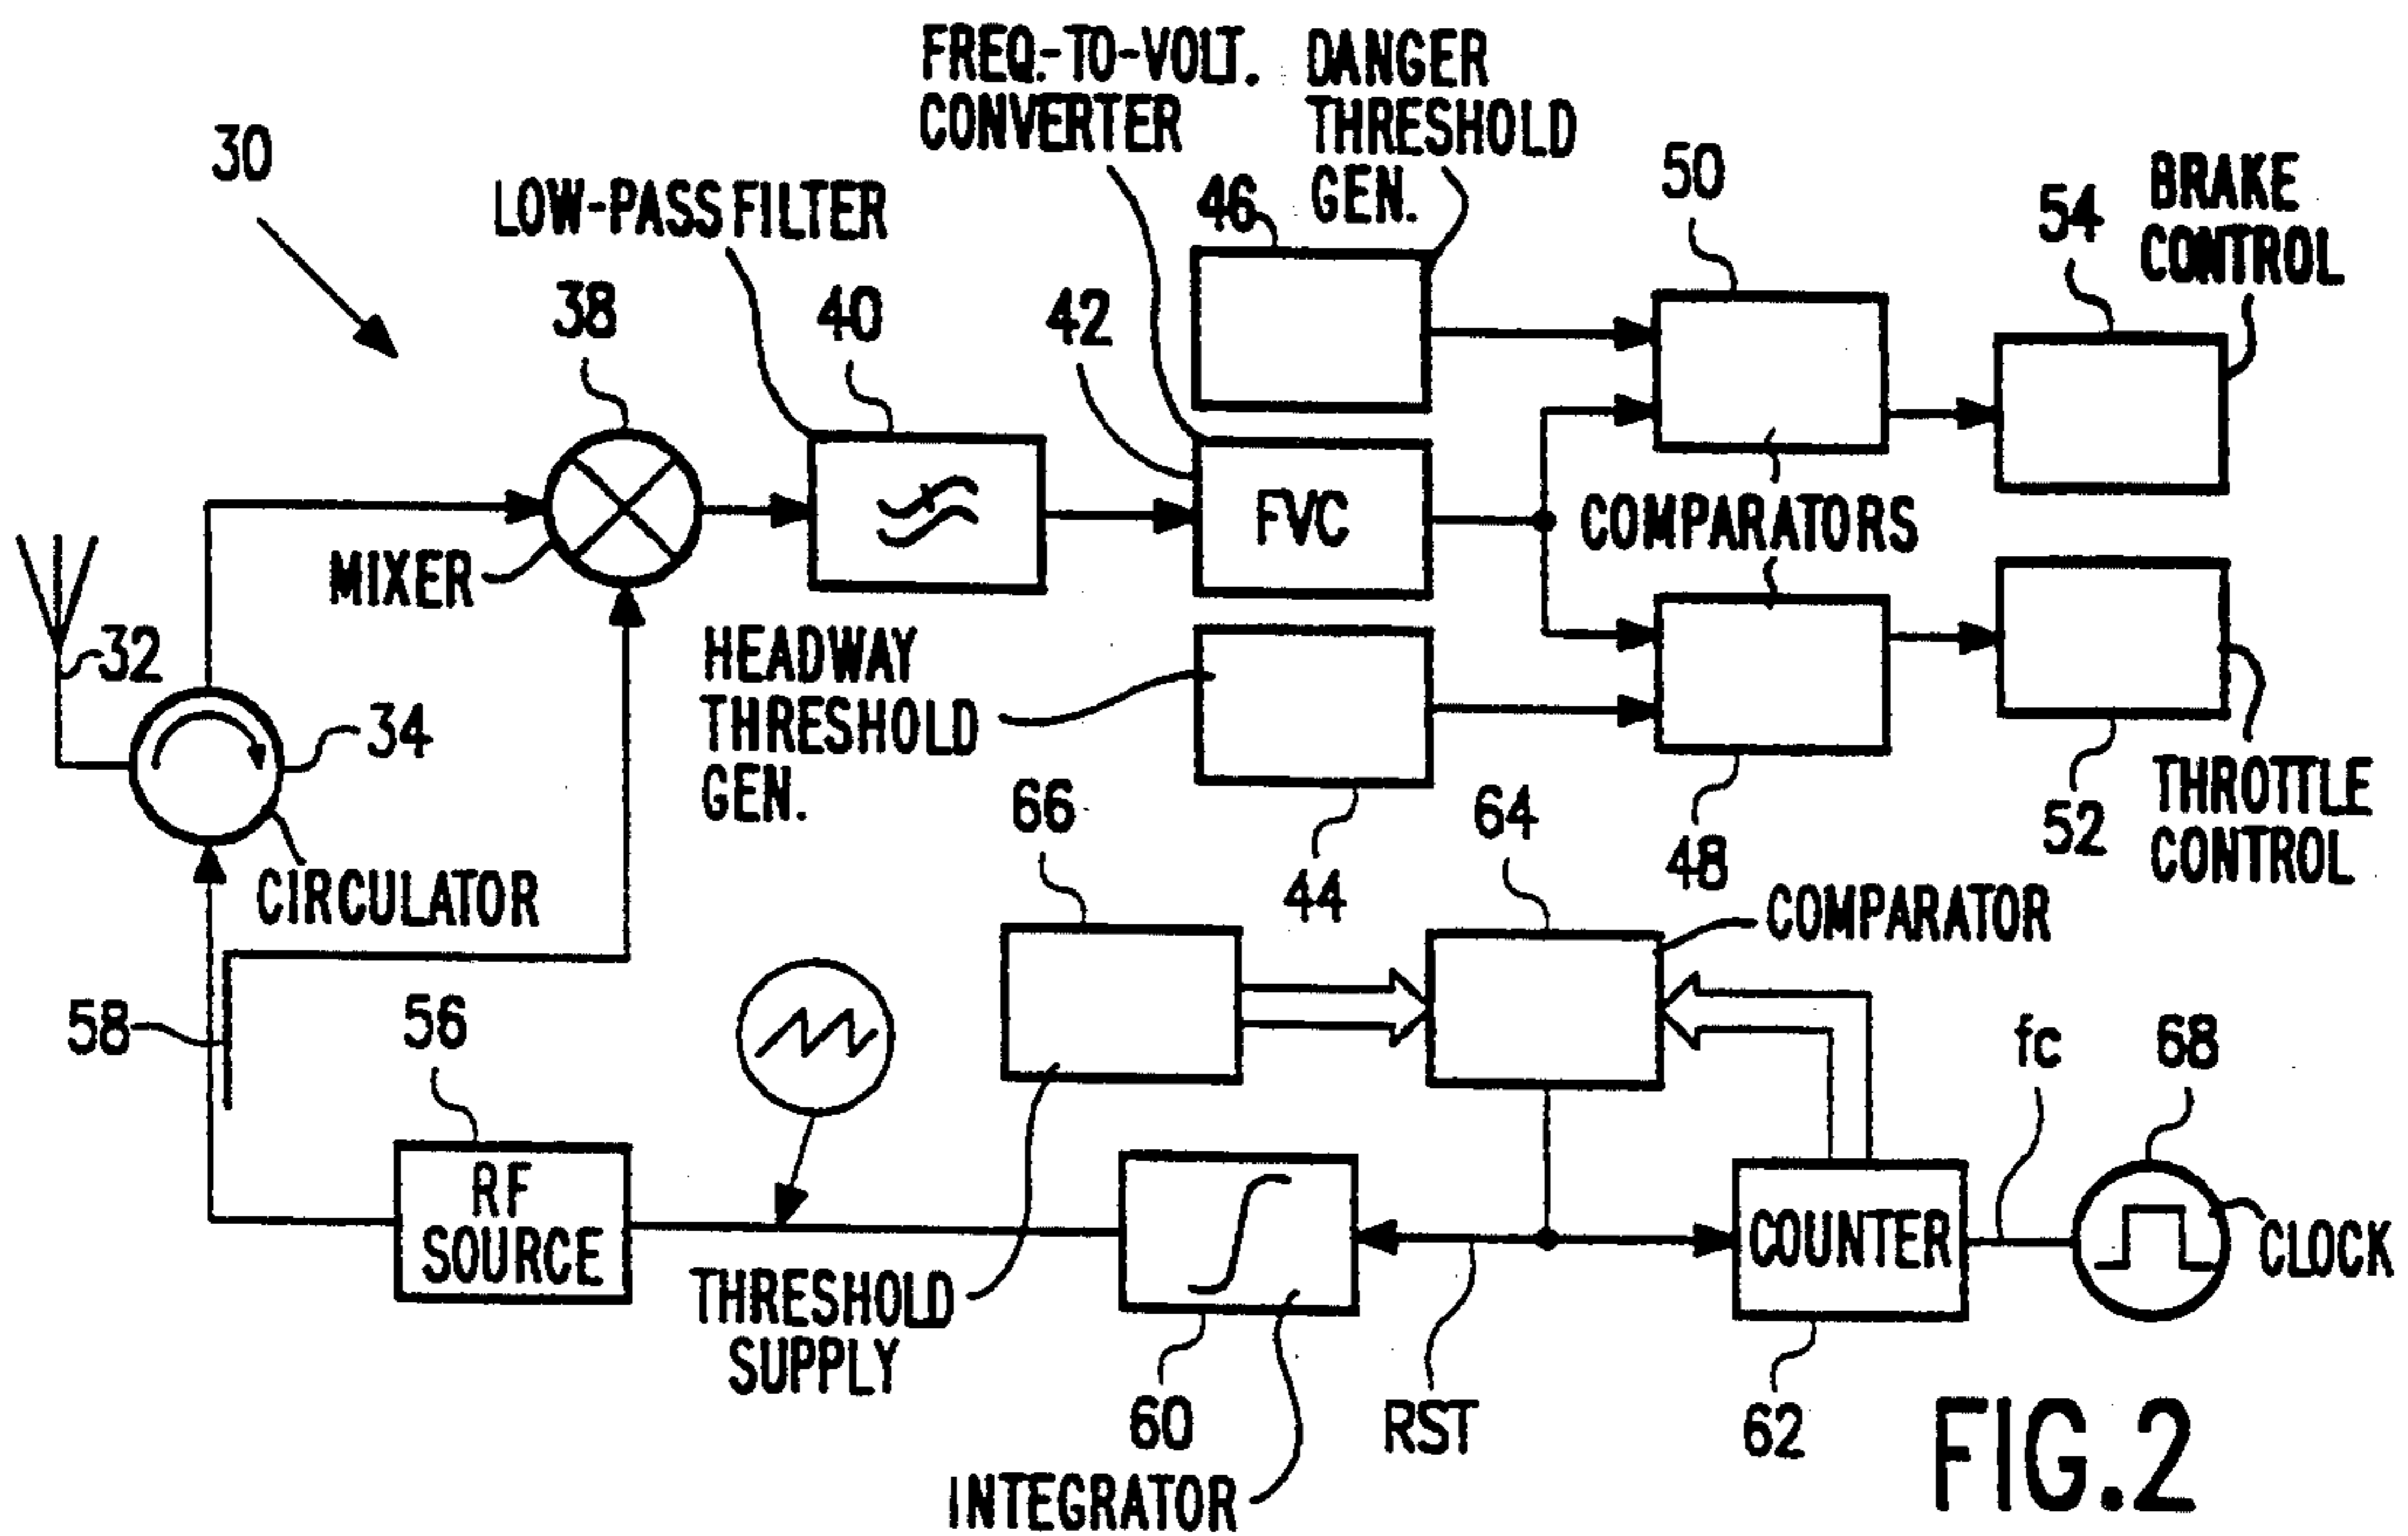 FREQ.-TO-VOLT.
CONVERTER
DANGER
THRESHOLD
GEN.
30
LOW-PASS FILTER
46
50
54
BRAKE
CONTROL
38
40
42
FVC
COMPARATORS
MIXER
32
34
HEADWAY
THRESHOLD
GEN.
CIRCULATOR
66
44
64
48
52
THROTTLE
CONTROL
COMPARATOR
58
56
fc
68
RF
SOURCE
COUNTER
CLOCK
THRESHOLD
SUPPLY
60
RST
62
INTEGRATOR
FIG.2